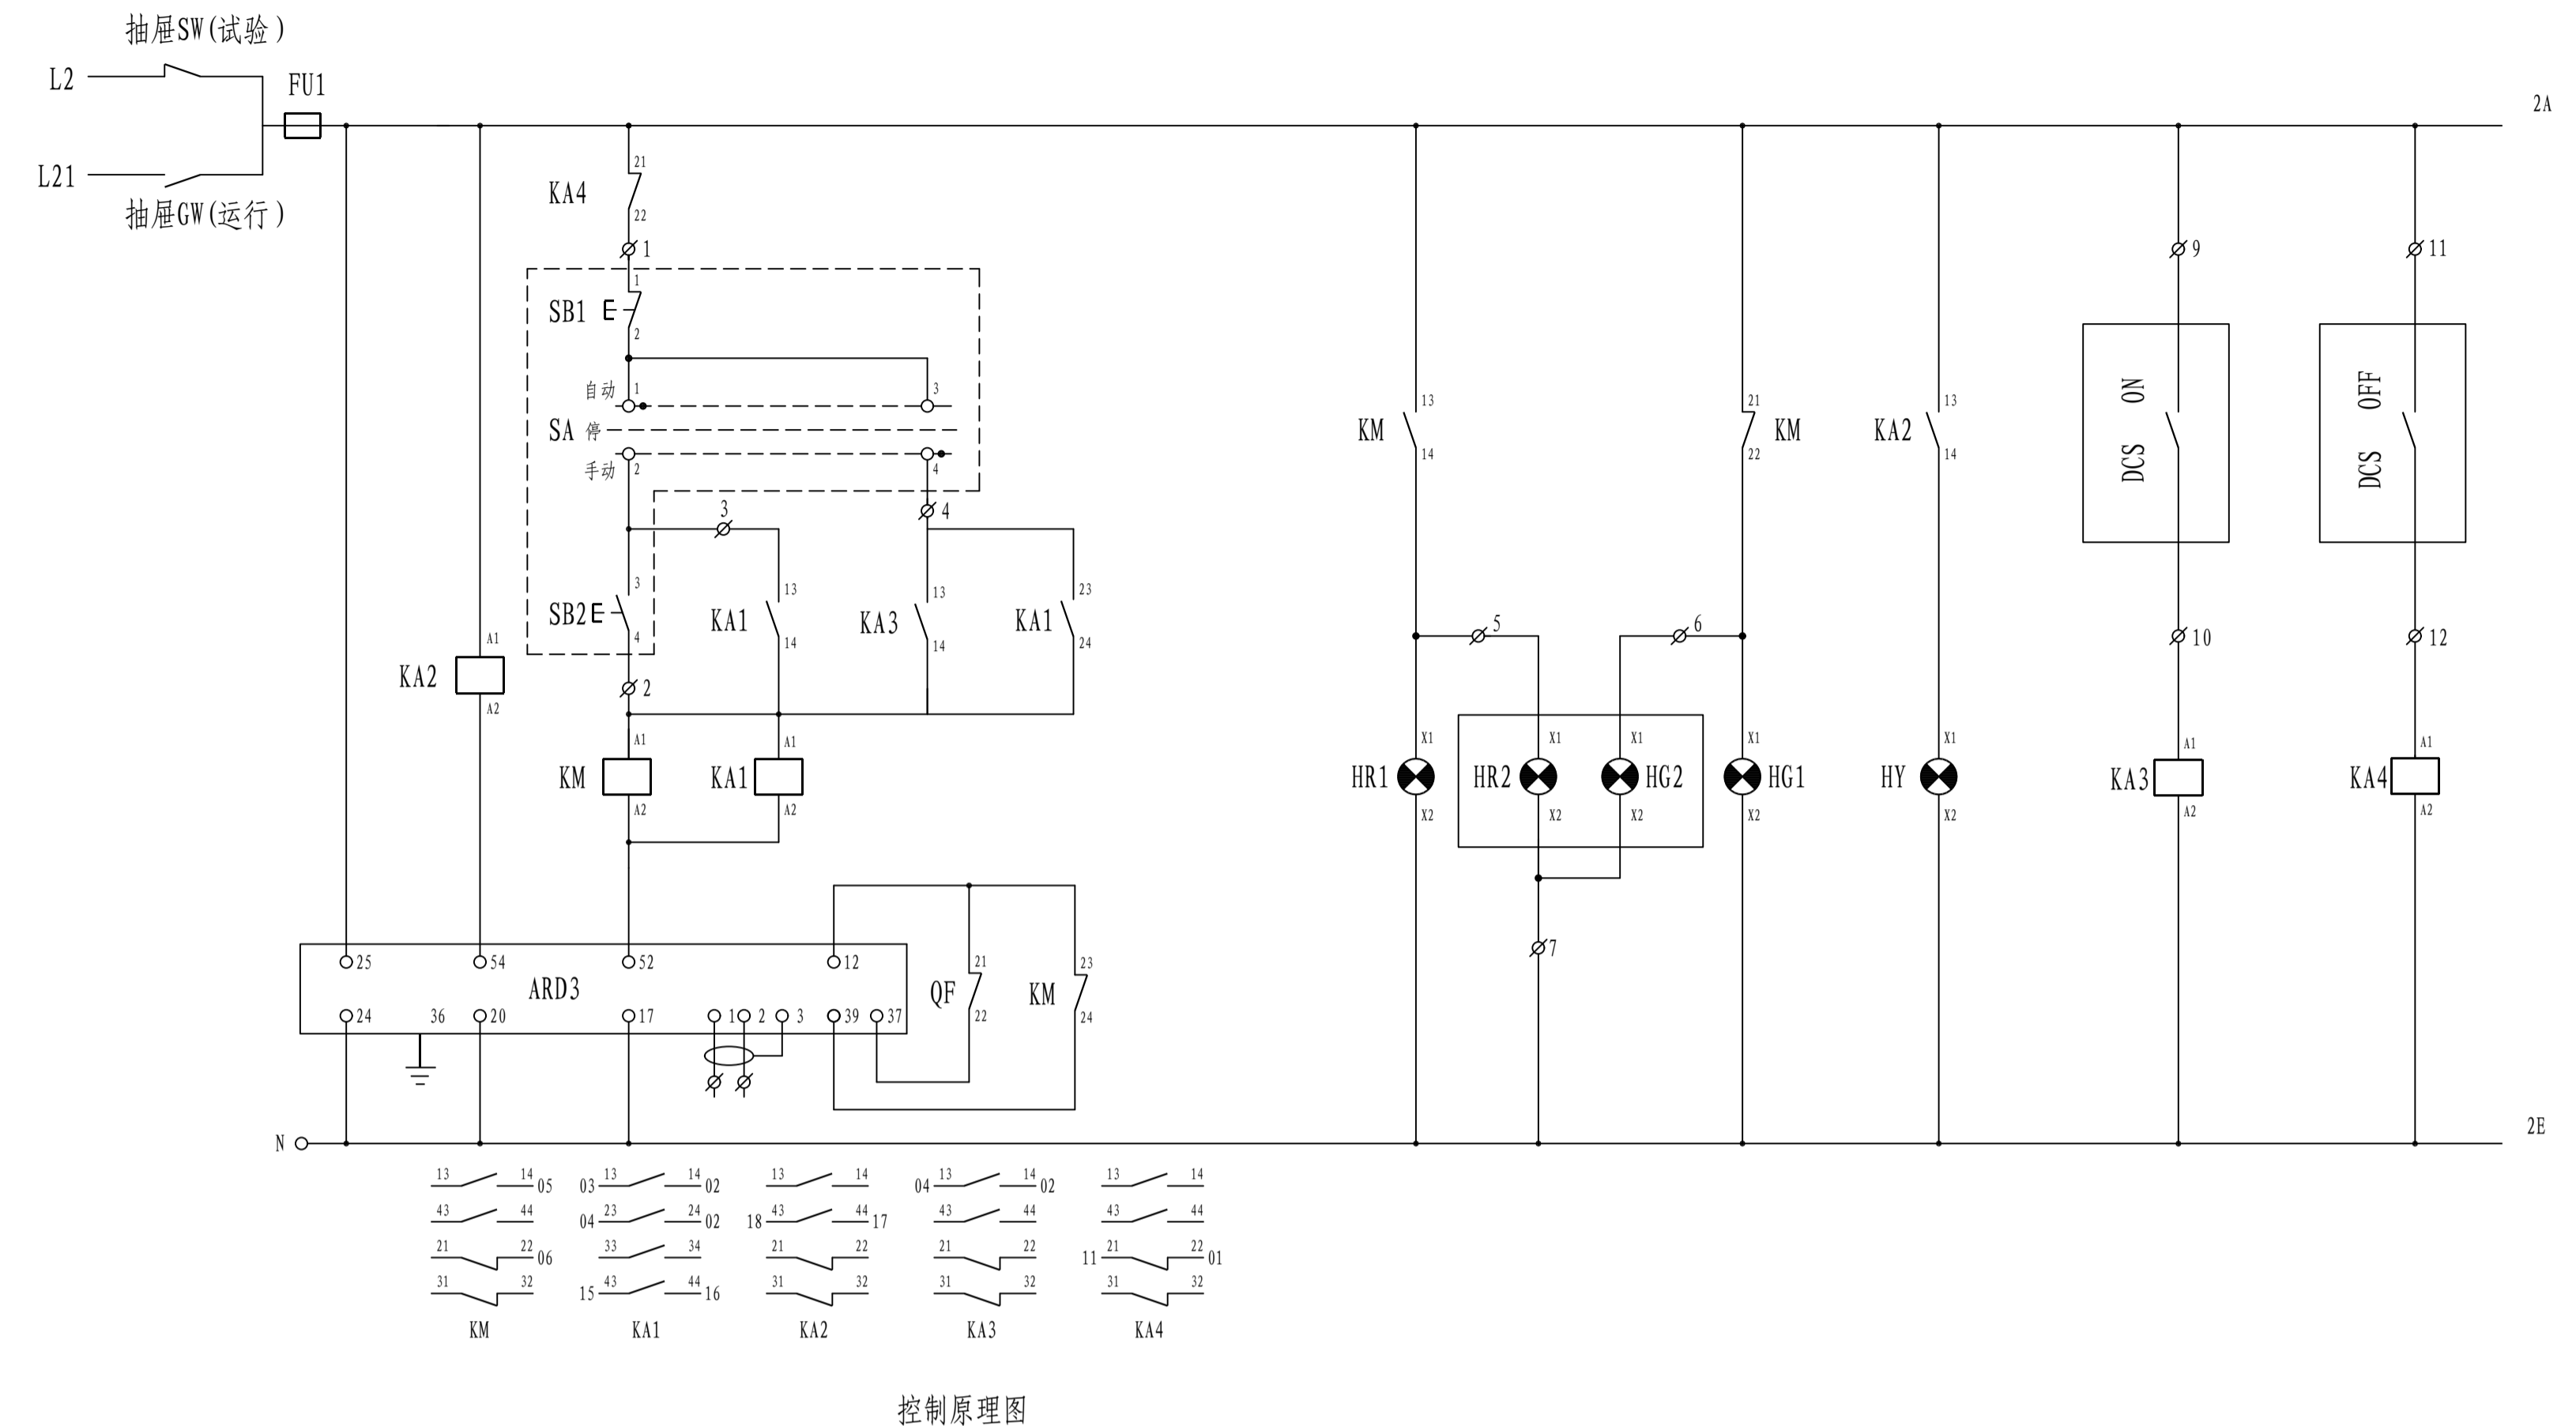 抽屉SW(试验)
L2
FU1
2A
L21
抽屉GW(运行)
21
KA4
22
1
9
11
1
SB1
2
自动 1 3
SA 停
手动 2 4
3
4
3
SB2
4
2
13
KA1
14
13
KA3
14
23
KA1
24
A1
KA2
A2
A1
KM
A2
A1
KA1
A2
13
KM
14
21
KM
22
13
KA2
14
DCS ON
DCS OFF
5
6
10
12
X1 X1 X1 X1 X1
HR1 HR2 HG2 HG1 HY
X2 X2 X2 X2 X2
7
A1
KA3
A2
A1
KA4
A2
25 54 52 12
ARD3
24 36 20 17 1 2 3 39 37
21
QF
22
23
KM
24
N
2E
13 14 05
43 44
21 22 06
31 32
KM
03 13 14 02
04 23 24 02
33 34
15 43 44 16
KA1
13 14
18 43 44 17
21 22
31 32
KA2
04 13 14 02
43 44
21 22
31 32
KA3
13 14
43 44
11 21 22 01
31 32
KA4
控制原理图